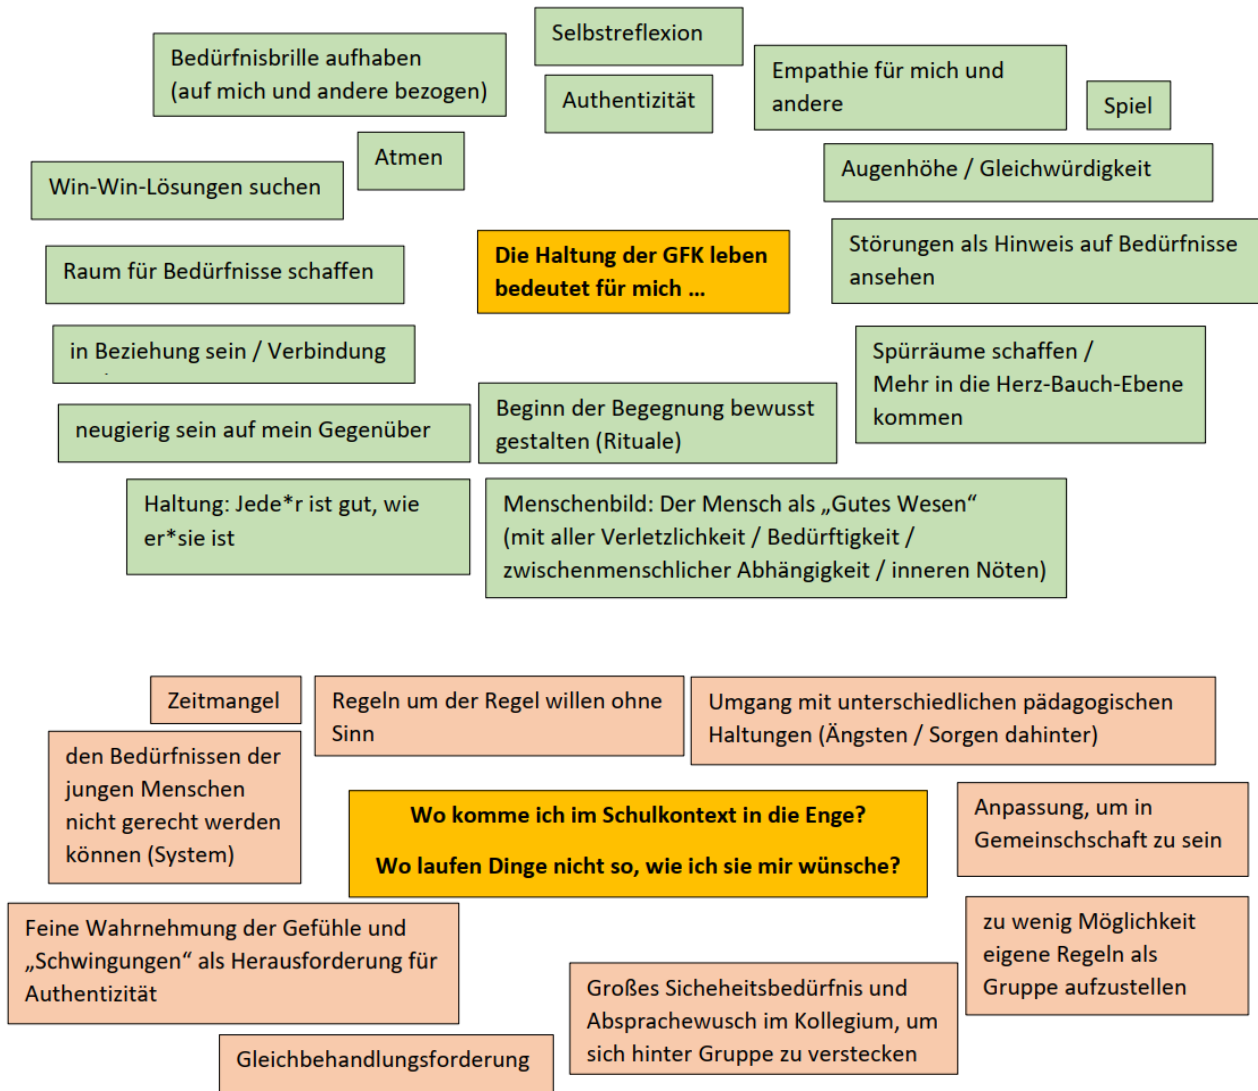 Bedürfnisbrille aufhaben
(auf mich und andere bezogen)
Selbstreflexion
Authentizität
Empathie für mich und
andere
Spiel
Atmen
Win-Win-Lösungen suchen
Augenhöhe / Gleichwürdigkeit
Raum für Bedürfnisse schaffen
Die Haltung der GFK leben
bedeutet für mich ...
Störungen als Hinweis auf Bedürfnisse
ansehen
in Beziehung sein / Verbindung
Spürräume schaffen /
Mehr in die Herz-Bauch-Ebene
kommen
neugierig sein auf mein Gegenüber
Beginn der Begegnung bewusst
gestalten (Rituale)
Haltung: Jede*r ist gut, wie
er*sie ist
Menschenbild: Der Mensch als „Gutes Wesen“
(mit aller Verletzlichkeit / Bedürftigkeit /
zwischenmenschlicher Abhängigkeit / inneren Nöten)
Zeitmangel
Regeln um der Regel willen ohne
Sinn
Umgang mit unterschiedlichen pädagogischen
Haltungen (Ängsten / Sorgen dahinter)
den Bedürfnissen der
jungen Menschen
nicht gerecht werden
können (System)
Wo komme ich im Schulkontext in die Enge?
Wo laufen Dinge nicht so, wie ich sie mir wünsche?
Anpassung, um in
Gemeinschaft zu sein
Feine Wahrnehmung der Gefühle und
„Schwingungen“ als Herausforderung für
Authentizität
zu wenig Möglichkeit
eigene Regeln als
Gruppe aufzustellen
Großes Sicheheitsbedürfnis und
Absprachewusch im Kollegium, um
sich hinter Gruppe zu verstecken
Gleichbehandlungsforderung